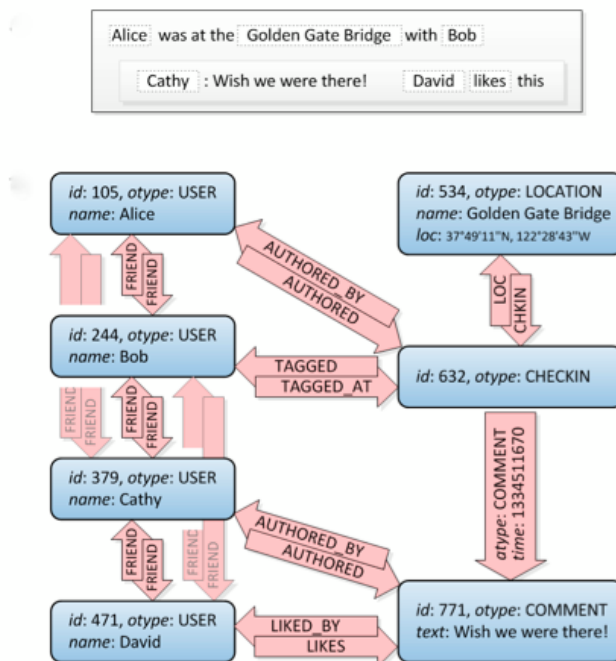 Alice was at the Golden Gate Bridge with Bob
Cathy : Wish we were there! David likes this
id: 105, otype: USER
name: Alice
id: 534, otype: LOCATION
name: Golden Gate Bridge
loc: 37°49'11"N, 122°28'43"W
FRIEND
FRIEND
AUTHORED_BY
AUTHORED
LOC
CHKIN
id: 244, otype: USER
name: Bob
TAGGED
TAGGED_AT
id: 632, otype: CHECKIN
FRIEND
FRIEND
FRIEND
FRIEND
otype: COMMENT
time: 1334511670
id: 379, otype: USER
name: Cathy
AUTHORED_BY
AUTHORED
FRIEND
FRIEND
FRIEND
FRIEND
id: 471, otype: USER
name: David
LIKED_BY
LIKES
id: 771, otype: COMMENT
text: Wish we were there!